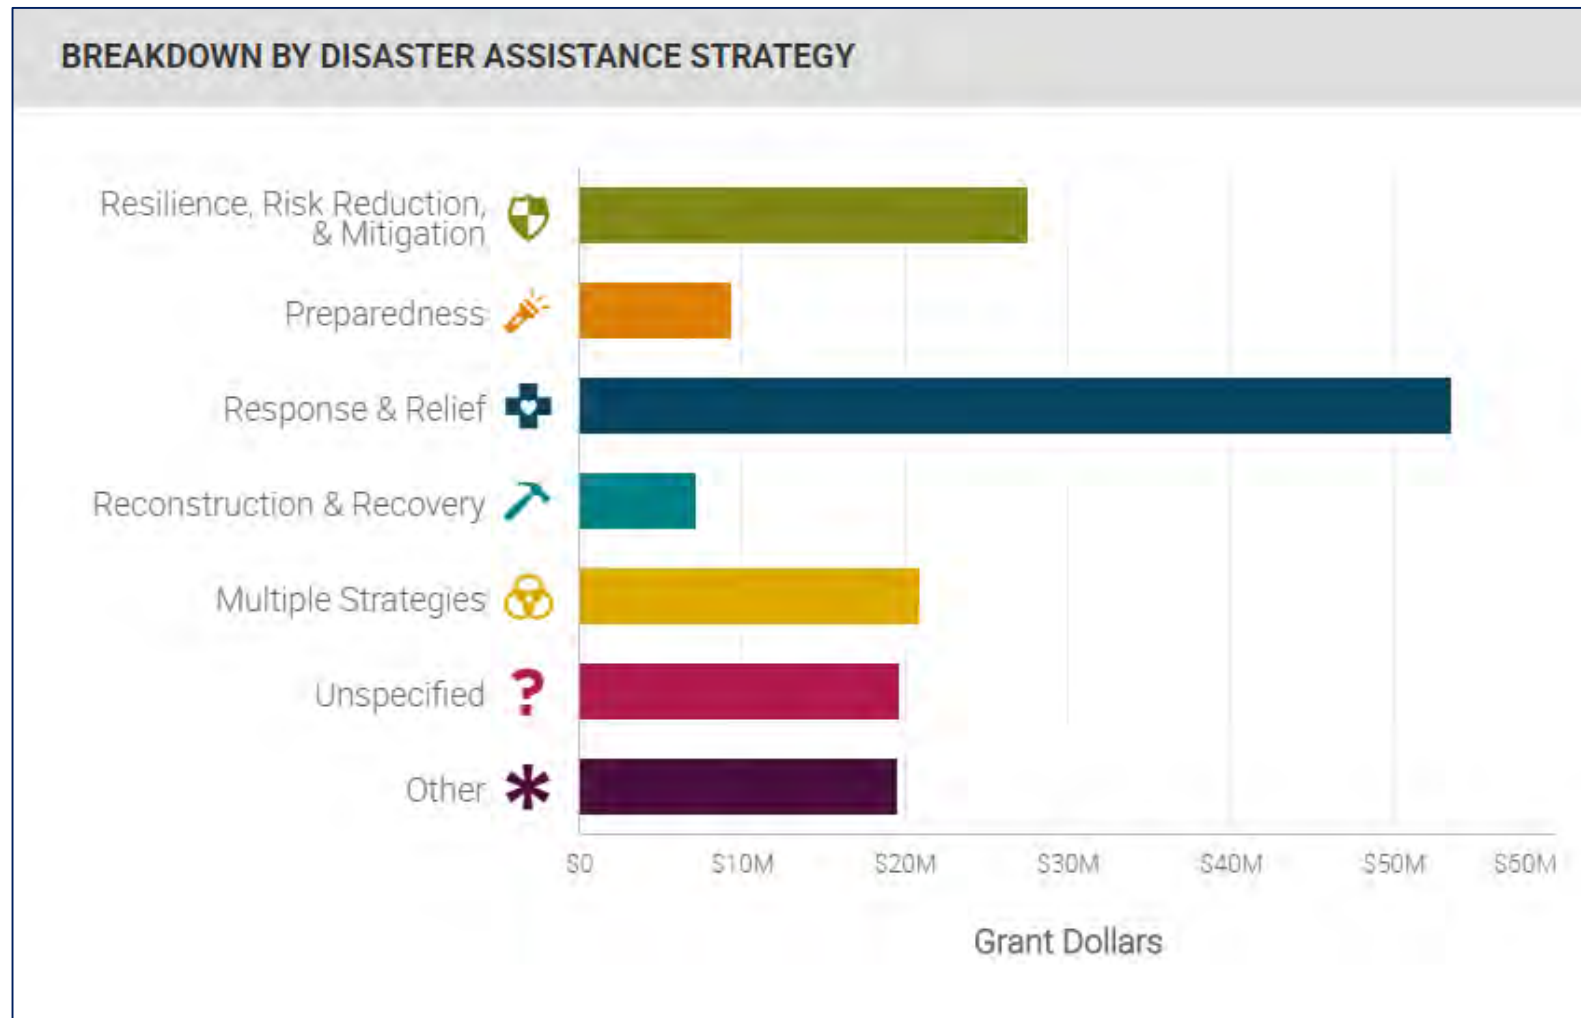 BREAKDOWN BY DISASTER ASSISTANCE STRATEGY
Resilience, Risk Reduction,
& Mitigation
Preparedness
Response & Relief
Reconstruction & Recovery
Multiple Strategies
Unspecified
?
Other
*
$0 $10M $20M $30M $40M $50M $60M
Grant Dollars